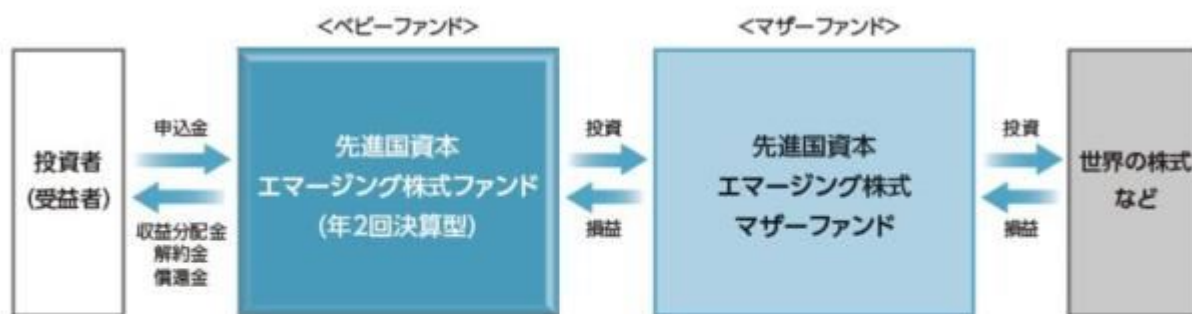 <ベビーファンド>
<マザーファンド>
投資者
(受益者)
申込金
収益分配金
解約金
償還金
先進国資本
エマージング株式ファンド
(年2回決算型)
投資
損益
先進国資本
エマージング株式
マザーファンド
投資
損益
世界の株式
など